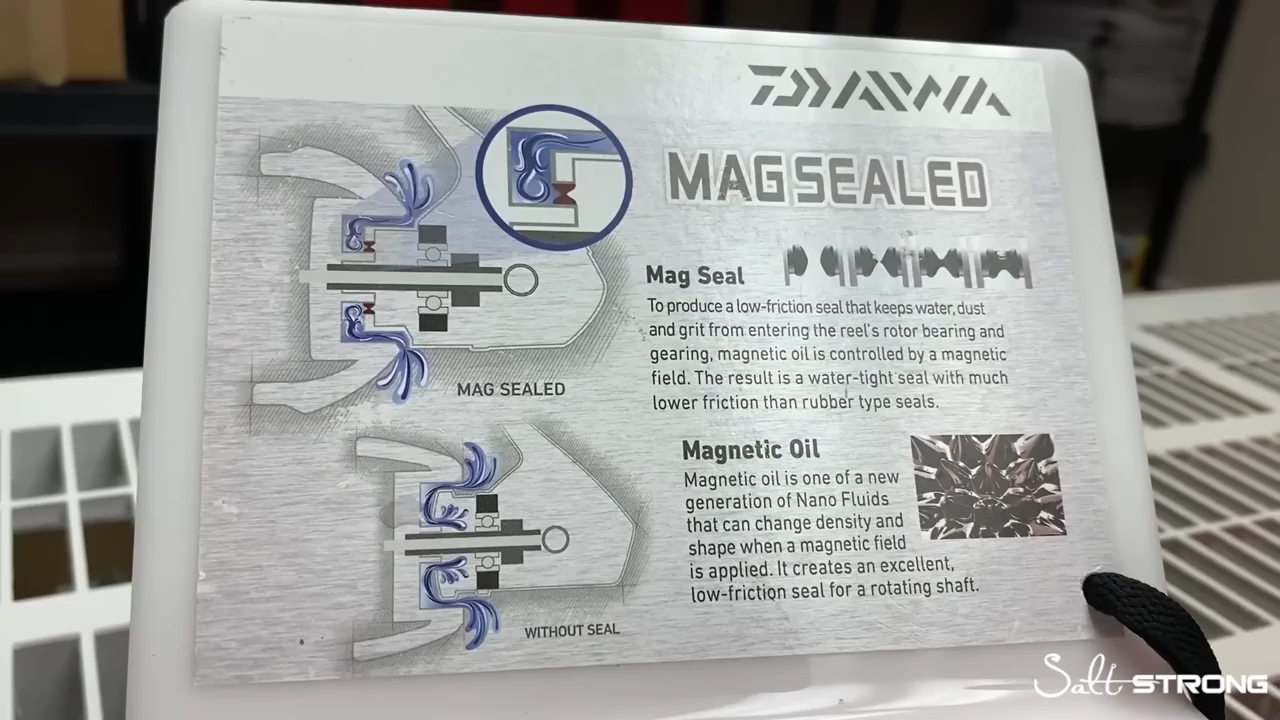 DAIWA
MAGSEALED
Mag Seal
To produce a low-friction seal that keeps water, dust
and grit from entering the reel's rotor bearing and
gearing, magnetic oil is controlled by a magnetic
field. The result is a water-tight seal with much
lower friction than rubber type seals.
MAG SEALED
Magnetic Oil
Magnetic oil is one of a new
generation of Nano Fluids
that can change density and
shape when a magnetic field
is applied. It creates an excellent,
low-friction seal for a rotating shaft.
WITHOUT SEAL
Salt STRONG